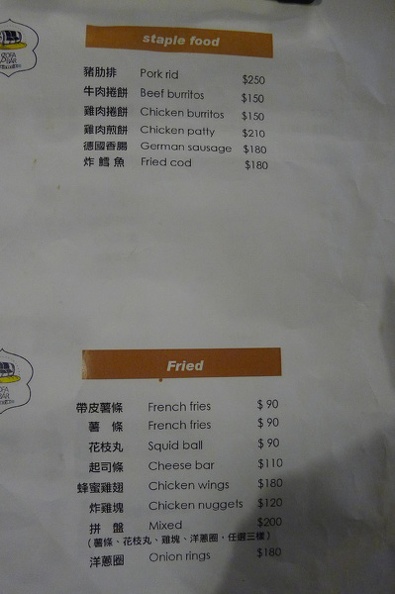 staple food
豬肋排 Pork rid $250
牛肉捲餅 Beef burritos $150
雞肉捲餅 Chicken burritos $150
雞肉煎餅 Chicken patty $210
德國香腸 German sausage $180
炸鱈魚 Fried cod $180
Fried
帶皮薯條 French fries $90
薯條 French fries $90
花枝丸 Squid ball $90
起司條 Cheese bar $110
蜂蜜雞翅 Chicken wings $180
炸雞塊 Chicken nuggets $120
拼盤 Mixed $200
(薯條、花枝丸、雞塊、洋蔥圈，任選三樣)
洋蔥圈 Onion rings $180